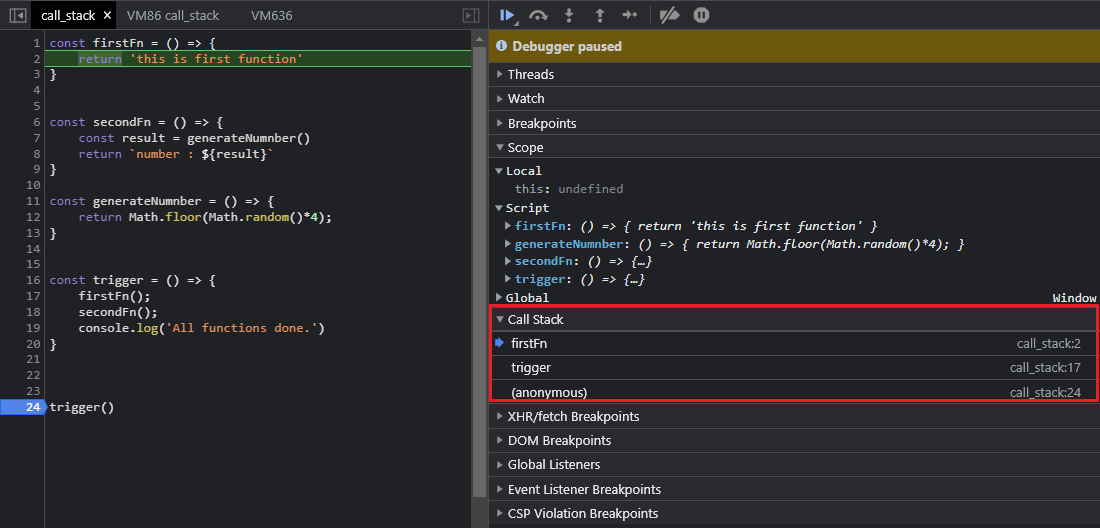 call_stack × VM86 call_stack VM636
1 const firstFn = () => {
2 return 'this is first function'
3 }
4
5
6 const secondFn = () => {
7 const result = generateNumnber()
8 return `number : ${result}`
9 }
10
11 const generateNumnber = () => {
12 return Math.floor(Math.random()*4);
13 }
14
15
16 const trigger = () => {
17 firstFn();
18 secondFn();
19 console.log('All functions done.')
20 }
21
22
23
24 trigger()
Debugger paused
Threads
Watch
Breakpoints
Scope
Local
this: undefined
Script
firstFn: () => { return 'this is first function' }
generateNumnber: () => { return Math.floor(Math.random()*4); }
secondFn: () => {…}
trigger: () => {…}
Global Window
Call Stack
firstFn call_stack:2
trigger call_stack:17
(anonymous) call_stack:24
XHR/fetch Breakpoints
DOM Breakpoints
Global Listeners
Event Listener Breakpoints
CSP Violation Breakpoints